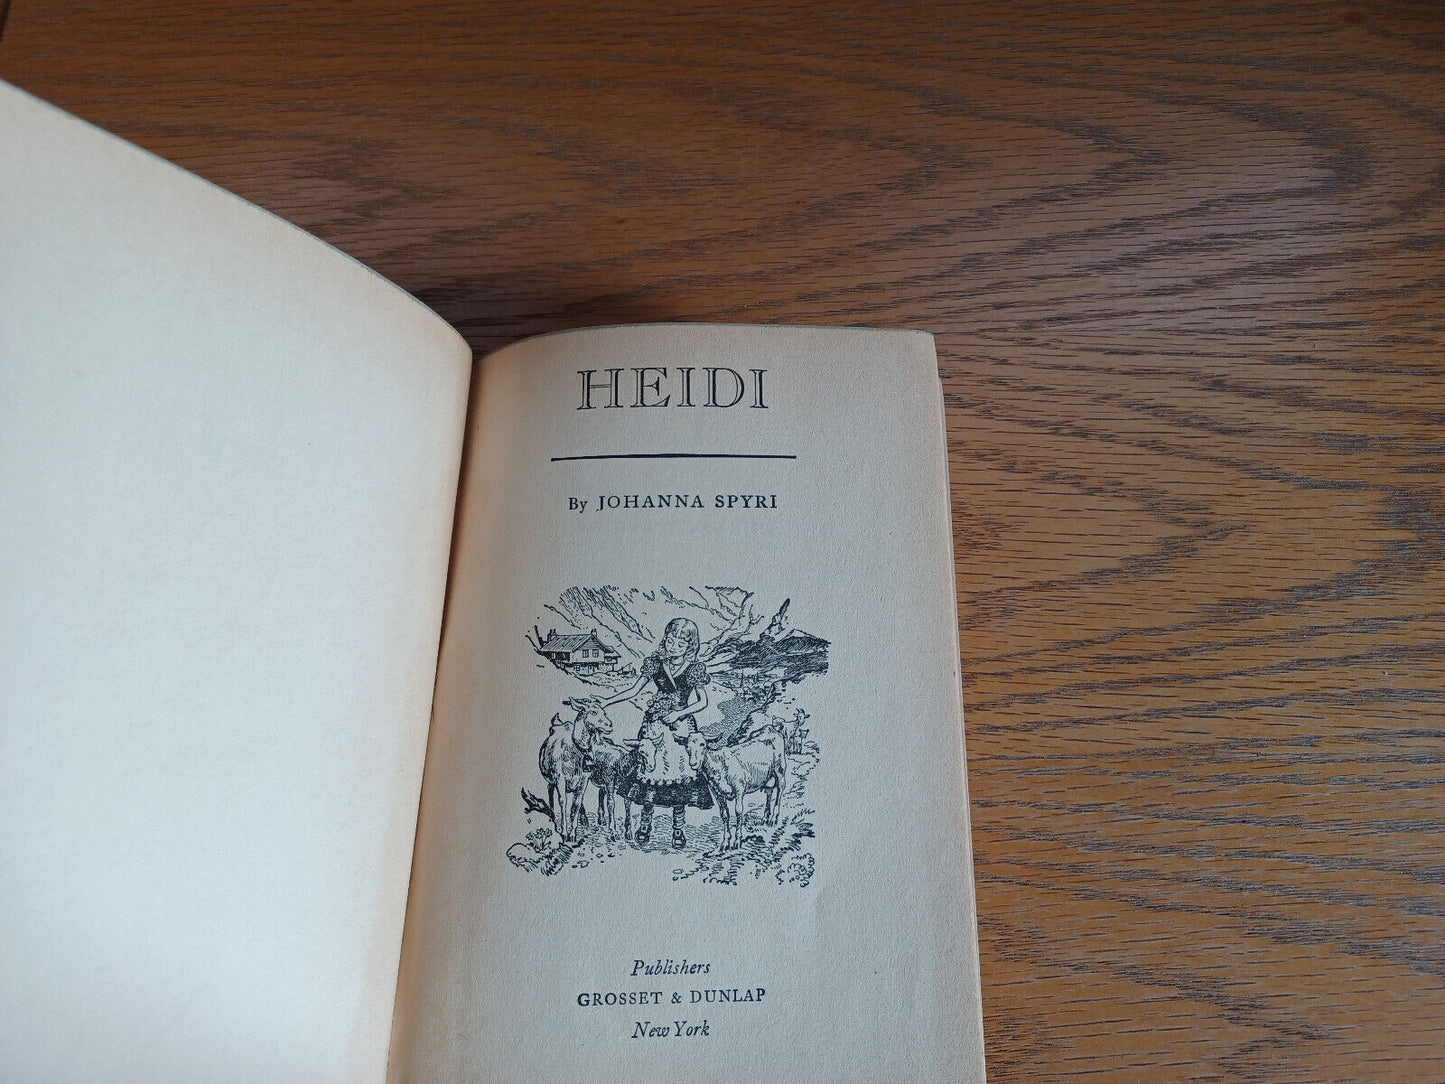 HEIDI
By JOHANNA SPYRI
Publishers
GROSSET & DUNLAP
New York